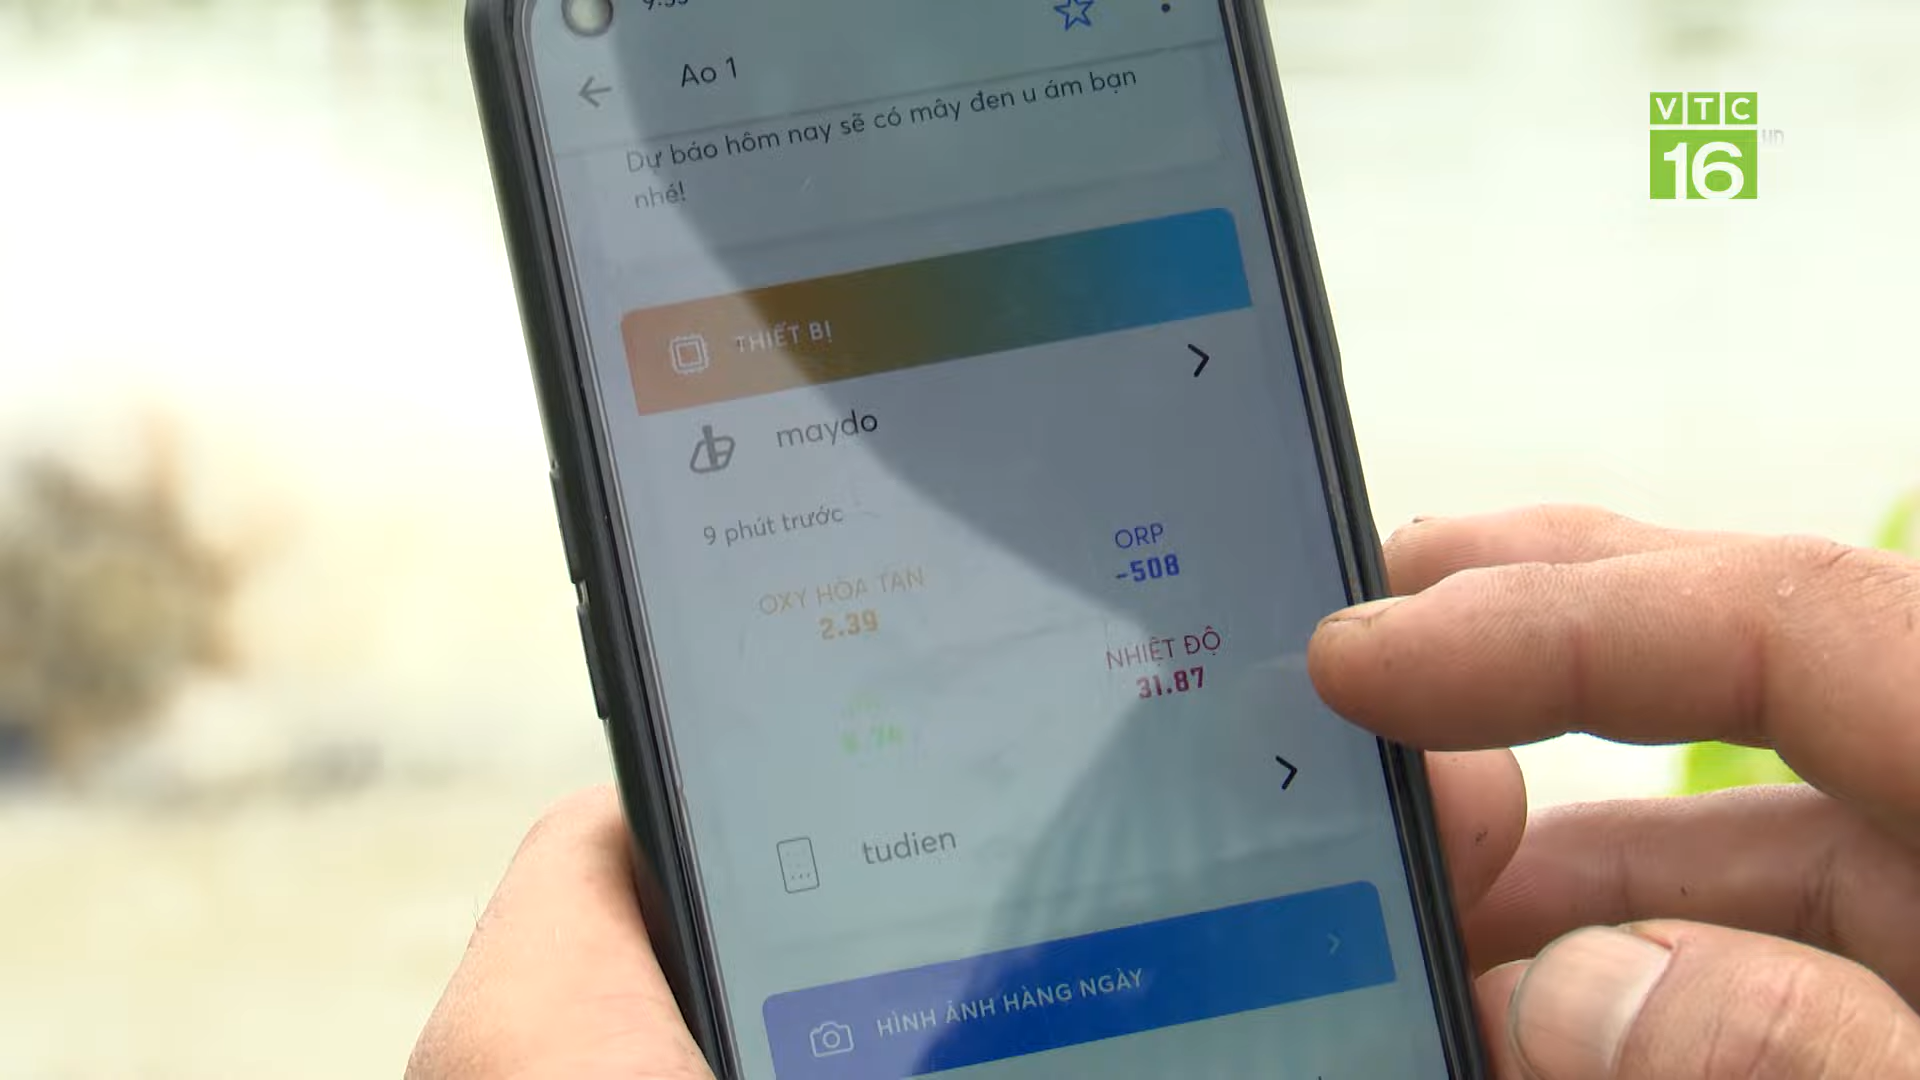 VTC
16
Ao 1
Dự báo hôm nay sẽ có mây đen u ám bạn
nhé!
THIẾT BỊ
maydo
9 phút trước
OXY HÒA TAN
2.39
ORP
-508
NHIỆT ĐỘ
31.87
tudien
HÌNH ẢNH HÀNG NGÀY